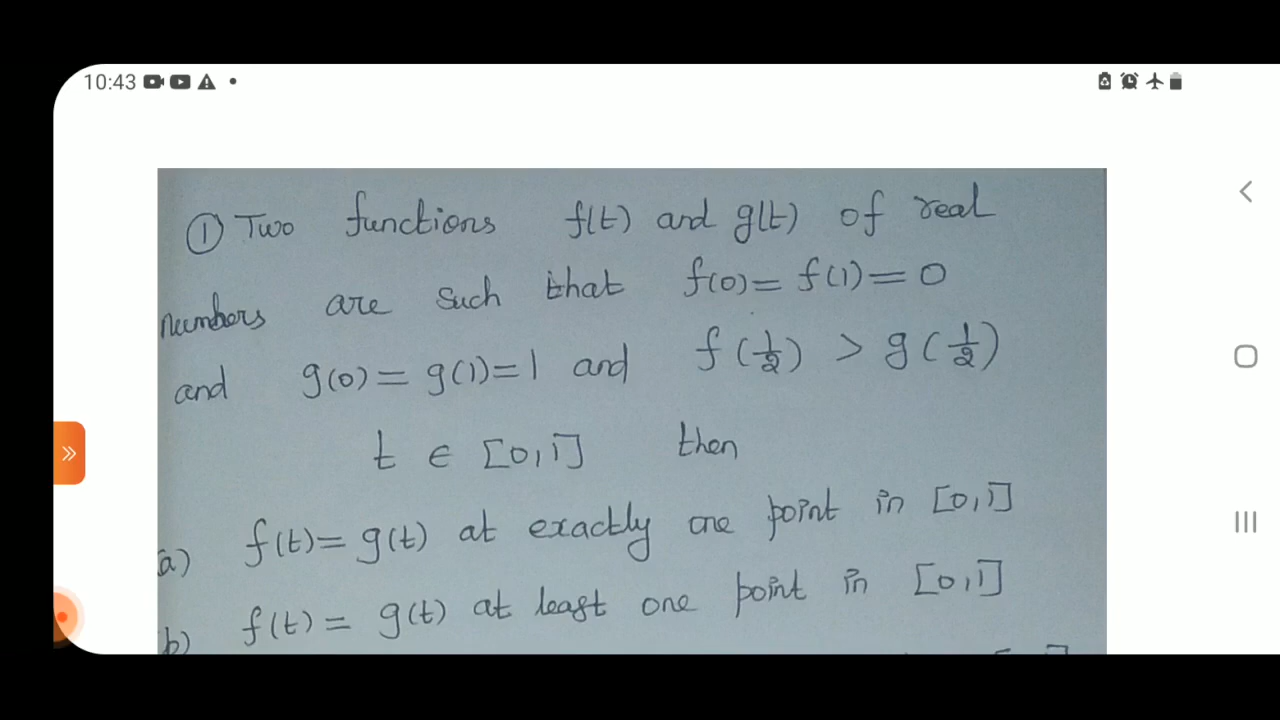 10:43
① Two functions f(t) and g(t) of real
numbers are such that f(0) = f(1) = 0
and g(0) = g(1) = 1 and f(1/2) > g(1/2)
t ∈ [0,1] then
a) f(t) = g(t) at exactly one point in [0,1]
b) f(t) = g(t) at least one point in [0,1]